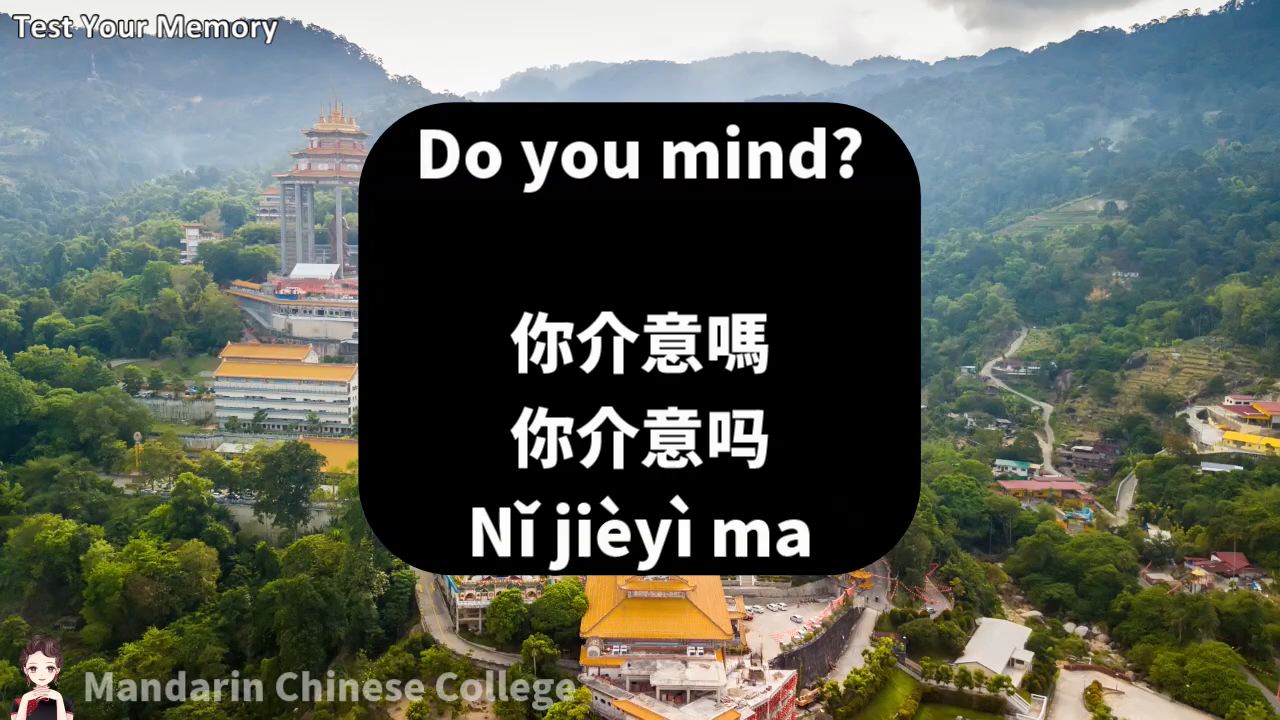 Test Your Memory
Do you mind?
你介意嗎
你介意吗
Nǐ jièyì ma
Mandarin Chinese College